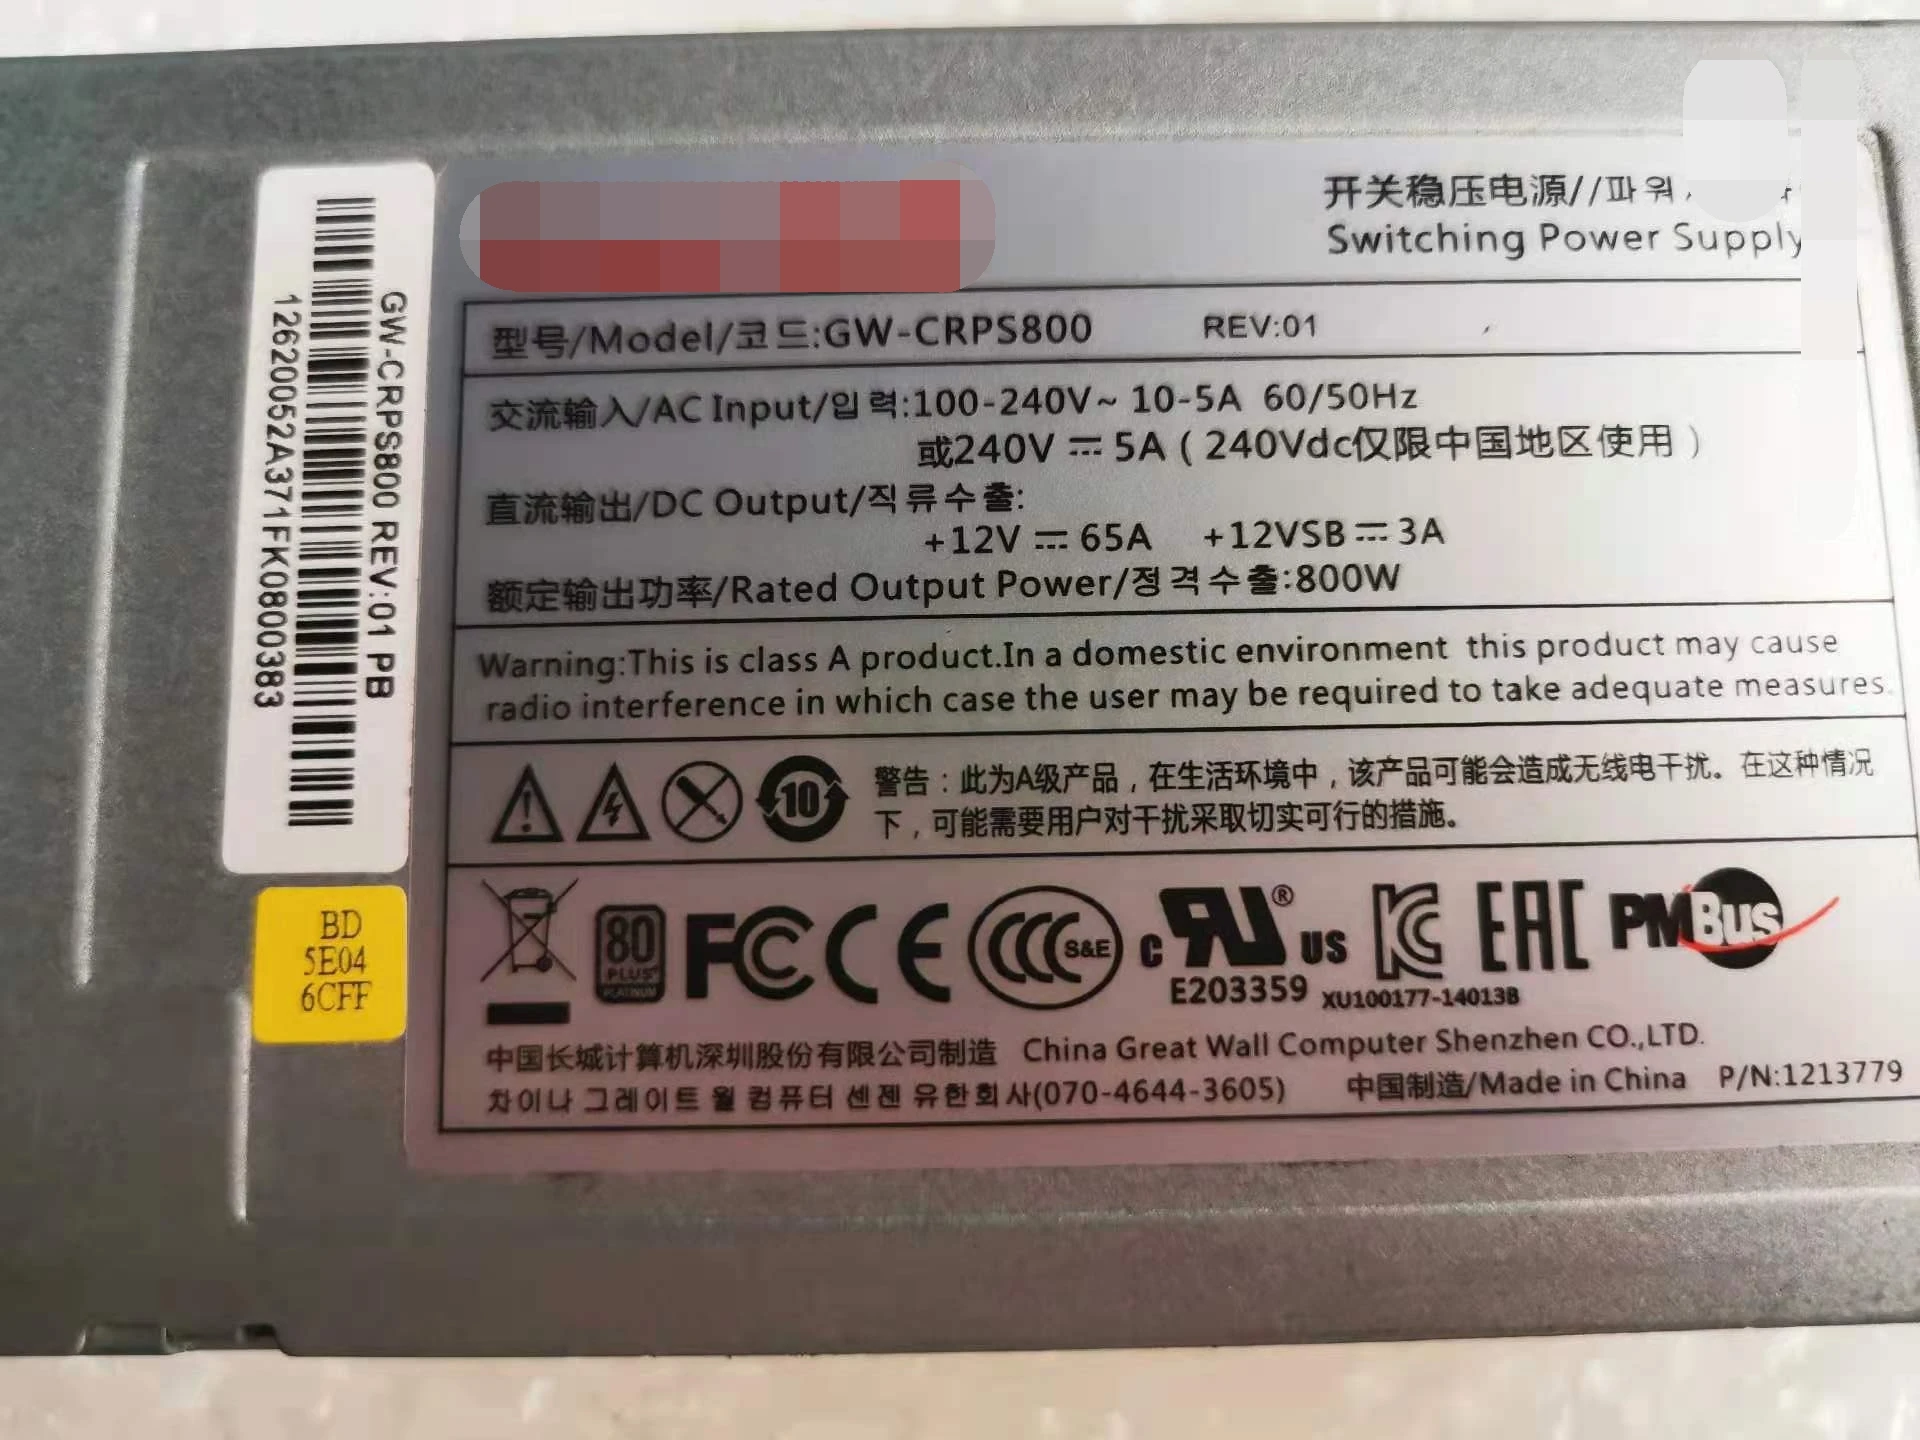 开关稳压电源//파워
Switching Power Supply
型号/Model/코드:GW-CRPS800 REV:01
交流输入/AC Input/입력:100-240V~ 10-5A 60/50Hz
或240V ⎓ 5A ( 240Vdc仅限中国地区使用 )
直流输出/DC Output/직류수출:
+12V ⎓ 65A +12VSB ⎓ 3A
额定输出功率/Rated Output Power/정격수출:800W
Warning:This is class A product.In a domestic environment this product may cause
radio interference in which case the user may be required to take adequate measures.
10
警告：此为A级产品，在生活环境中，该产品可能会造成无线电干扰。在这种情况
下，可能需要用户对干扰采取切实可行的措施。
80 PLUS PLATINUM FC CE CCC S&E c RU ® US KC EAC PMBus
E203359 XU100177-14013B
中国长城计算机深圳股份有限公司制造 China Great Wall Computer Shenzhen CO.,LTD.
차이나 그레이트 월 컴퓨터 센젠 유한회사(070-4644-3605) 中国制造/Made in China P/N:1213779
GW-CRPS800 REV:01 PB
12620052A371FK0800383
BD
5E04
6CFF